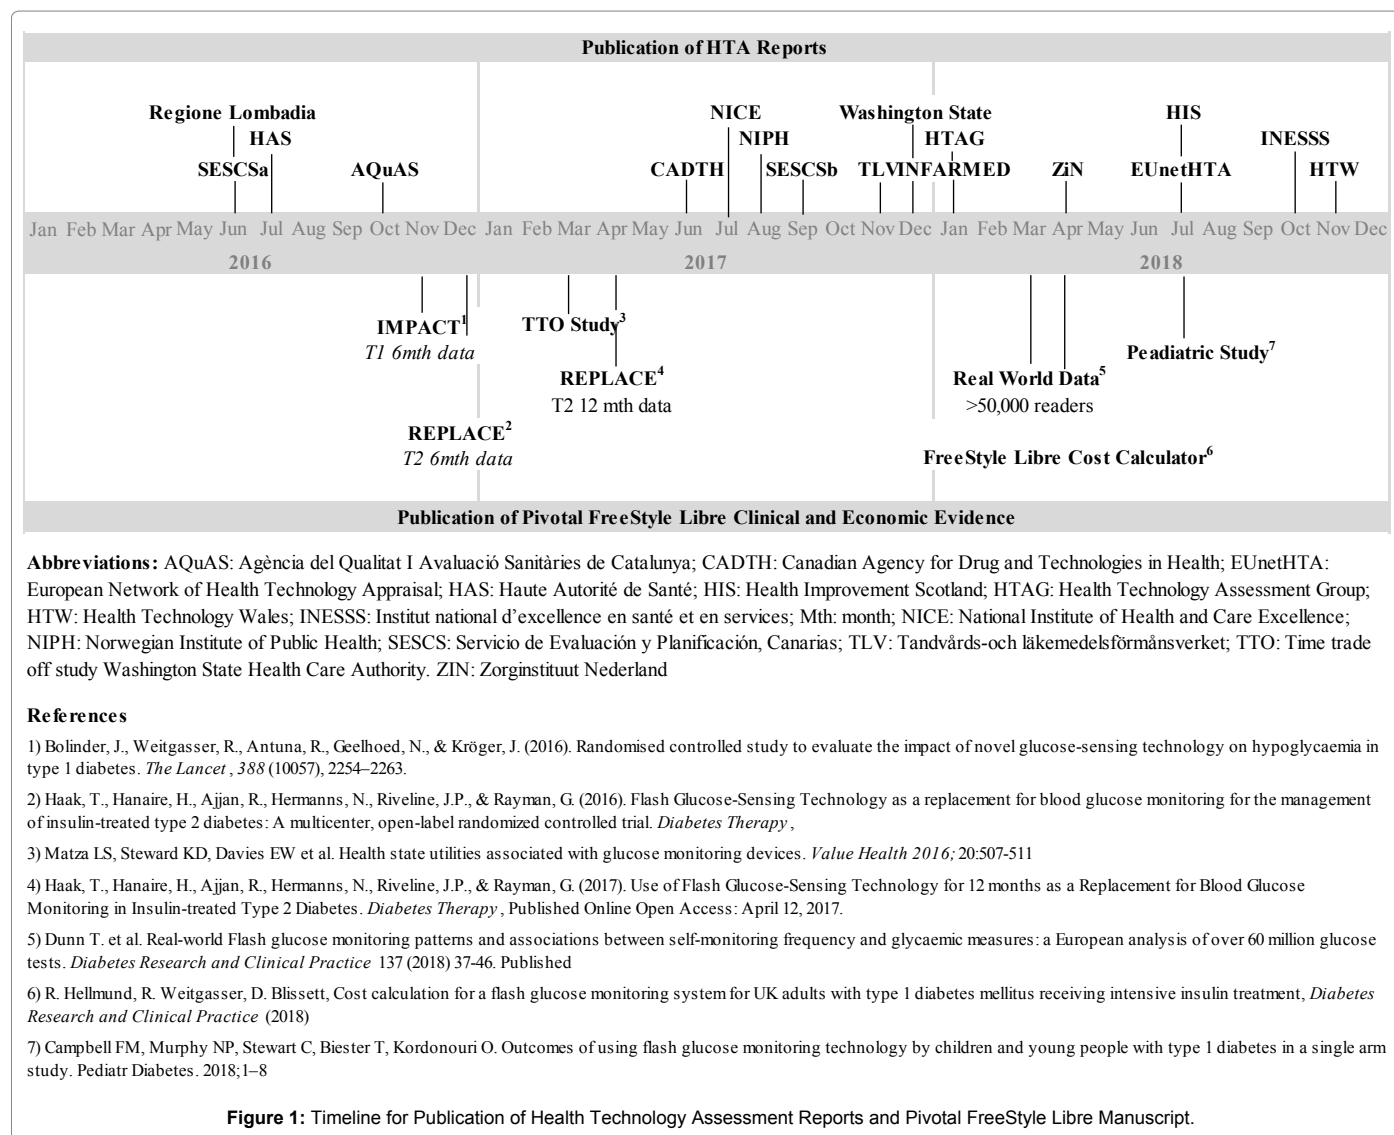 Publication of HTA Reports
Regione Lombadia
NICE
Washington State
HIS
HAS
NIPH
HTAG
INESSS
SESCSa
AQuAS
CADTH
SESCSb
TLV
INFARMED
ZiN
EUnetHTA
HTW
Jan Feb Mar Apr May Jun Jul Aug Sep Oct Nov Dec Jan Feb Mar Apr May Jun Jul Aug Sep Oct Nov Dec Jan Feb Mar Apr May Jun Jul Aug Sep Oct Nov Dec
2016
2017
2018
IMPACT1
T1 6mth data
TTO Study3
Peadiatric Study7
REPLACE4
T2 12 mth data
Real World Data5
>50,000 readers
REPLACE2
T2 6mth data
FreeStyle Libre Cost Calculator6
Publication of Pivotal FreeStyle Libre Clinical and Economic Evidence
Abbreviations: AQuAS: Agència del Qualitat I Avaluació Sanitàries de Catalunya; CADTH: Canadian Agency for Drug and Technologies in Health; EUnetHTA:
European Network of Health Technology Appraisal; HAS: Haute Autorité de Santé; HIS: Health Improvement Scotland; HTAG: Health Technology Assessment Group;
HTW: Health Technology Wales; INESSS: Institut national d'excellence en santé et en services; Mth: month; NICE: National Institute of Health and Care Excellence;
NIPH: Norwegian Institute of Public Health; SESCS: Servicio de Evaluación y Planificación, Canarias; TLV: Tandvårds-och läkemedelsförmånsverket; TTO: Time trade
off study Washington State Health Care Authority. ZIN: Zorginstituut Nederland
References
1) Bolinder, J., Weitgasser, R., Antuna, R., Geelhoed, N., & Kröger, J. (2016). Randomised controlled study to evaluate the impact of novel glucose-sensing technology on hypoglycaemia in
type 1 diabetes. The Lancet , 388 (10057), 2254–2263.
2) Haak, T., Hanaire, H., Ajjan, R., Hermanns, N., Riveline, J.P., & Rayman, G. (2016). Flash Glucose-Sensing Technology as a replacement for blood glucose monitoring for the management
of insulin-treated type 2 diabetes: A multicenter, open-label randomized controlled trial. Diabetes Therapy ,
3) Matza LS, Steward KD, Davies EW et al. Health state utilities associated with glucose monitoring devices. Value Health 2016; 20:507-511
4) Haak, T., Hanaire, H., Ajjan, R., Hermanns, N., Riveline, J.P., & Rayman, G. (2017). Use of Flash Glucose-Sensing Technology for 12 months as a Replacement for Blood Glucose
Monitoring in Insulin-treated Type 2 Diabetes. Diabetes Therapy , Published Online Open Access: April 12, 2017.
5) Dunn T. et al. Real-world Flash glucose monitoring patterns and associations between self-monitoring frequency and glycaemic measures: a European analysis of over 60 million glucose
tests. Diabetes Research and Clinical Practice 137 (2018) 37-46. Published
6) R. Hellmund, R. Weitgasser, D. Blissett, Cost calculation for a flash glucose monitoring system for UK adults with type 1 diabetes mellitus receiving intensive insulin treatment, Diabetes
Research and Clinical Practice (2018)
7) Campbell FM, Murphy NP, Stewart C, Biester T, Kordonouri O. Outcomes of using flash glucose monitoring technology by children and young people with type 1 diabetes in a single arm
study. Pediatr Diabetes. 2018;1–8
Figure 1: Timeline for Publication of Health Technology Assessment Reports and Pivotal FreeStyle Libre Manuscript.